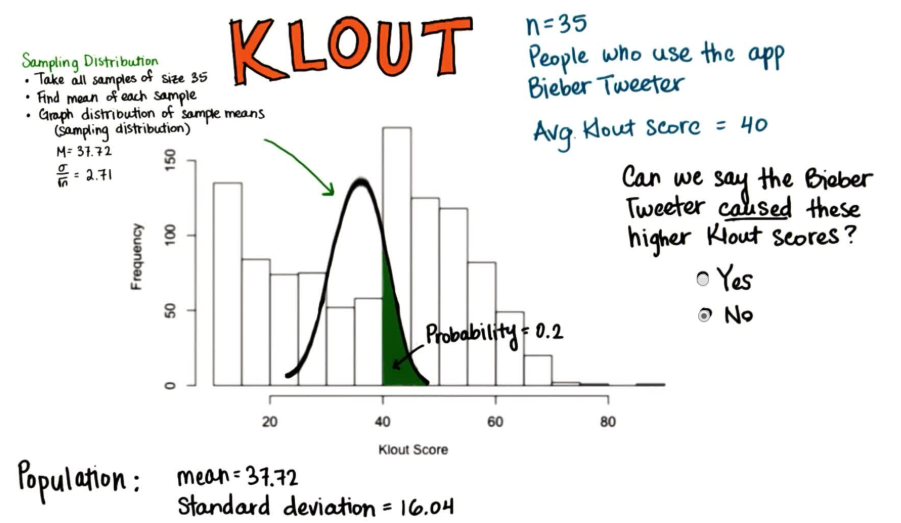 KLOUT
Sampling Distribution
• Take all samples of size 35
• Find mean of each sample
• Graph distribution of sample means
(sampling distribution)
M = 37.72
σ/√n = 2.71
n=35
People who use the app
Bieber Tweeter
Avg. Klout score = 40
Can we say the Bieber
Tweeter caused these
higher Klout scores?
Yes
No
Frequency
150
100
50
0
Probability = 0.2
20 40 60 80
Klout Score
Population:
mean = 37.72
Standard deviation = 16.04